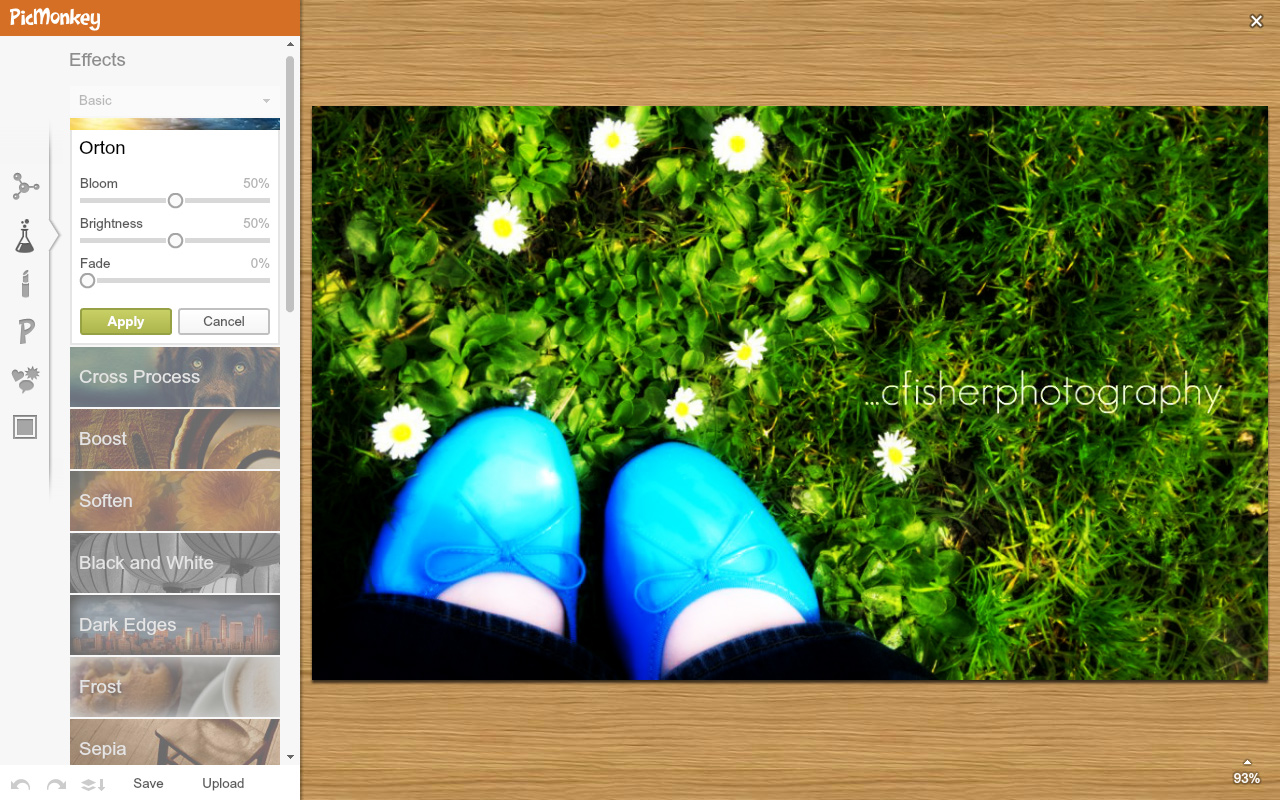 PicMonkey
Effects
Basic
Orton
Bloom 50%
Brightness 50%
Fade 0%
Apply Cancel
Cross Process
Boost
Soften
Black and White
Dark Edges
Frost
Sepia
Save Upload
...cfisherphotography
93%